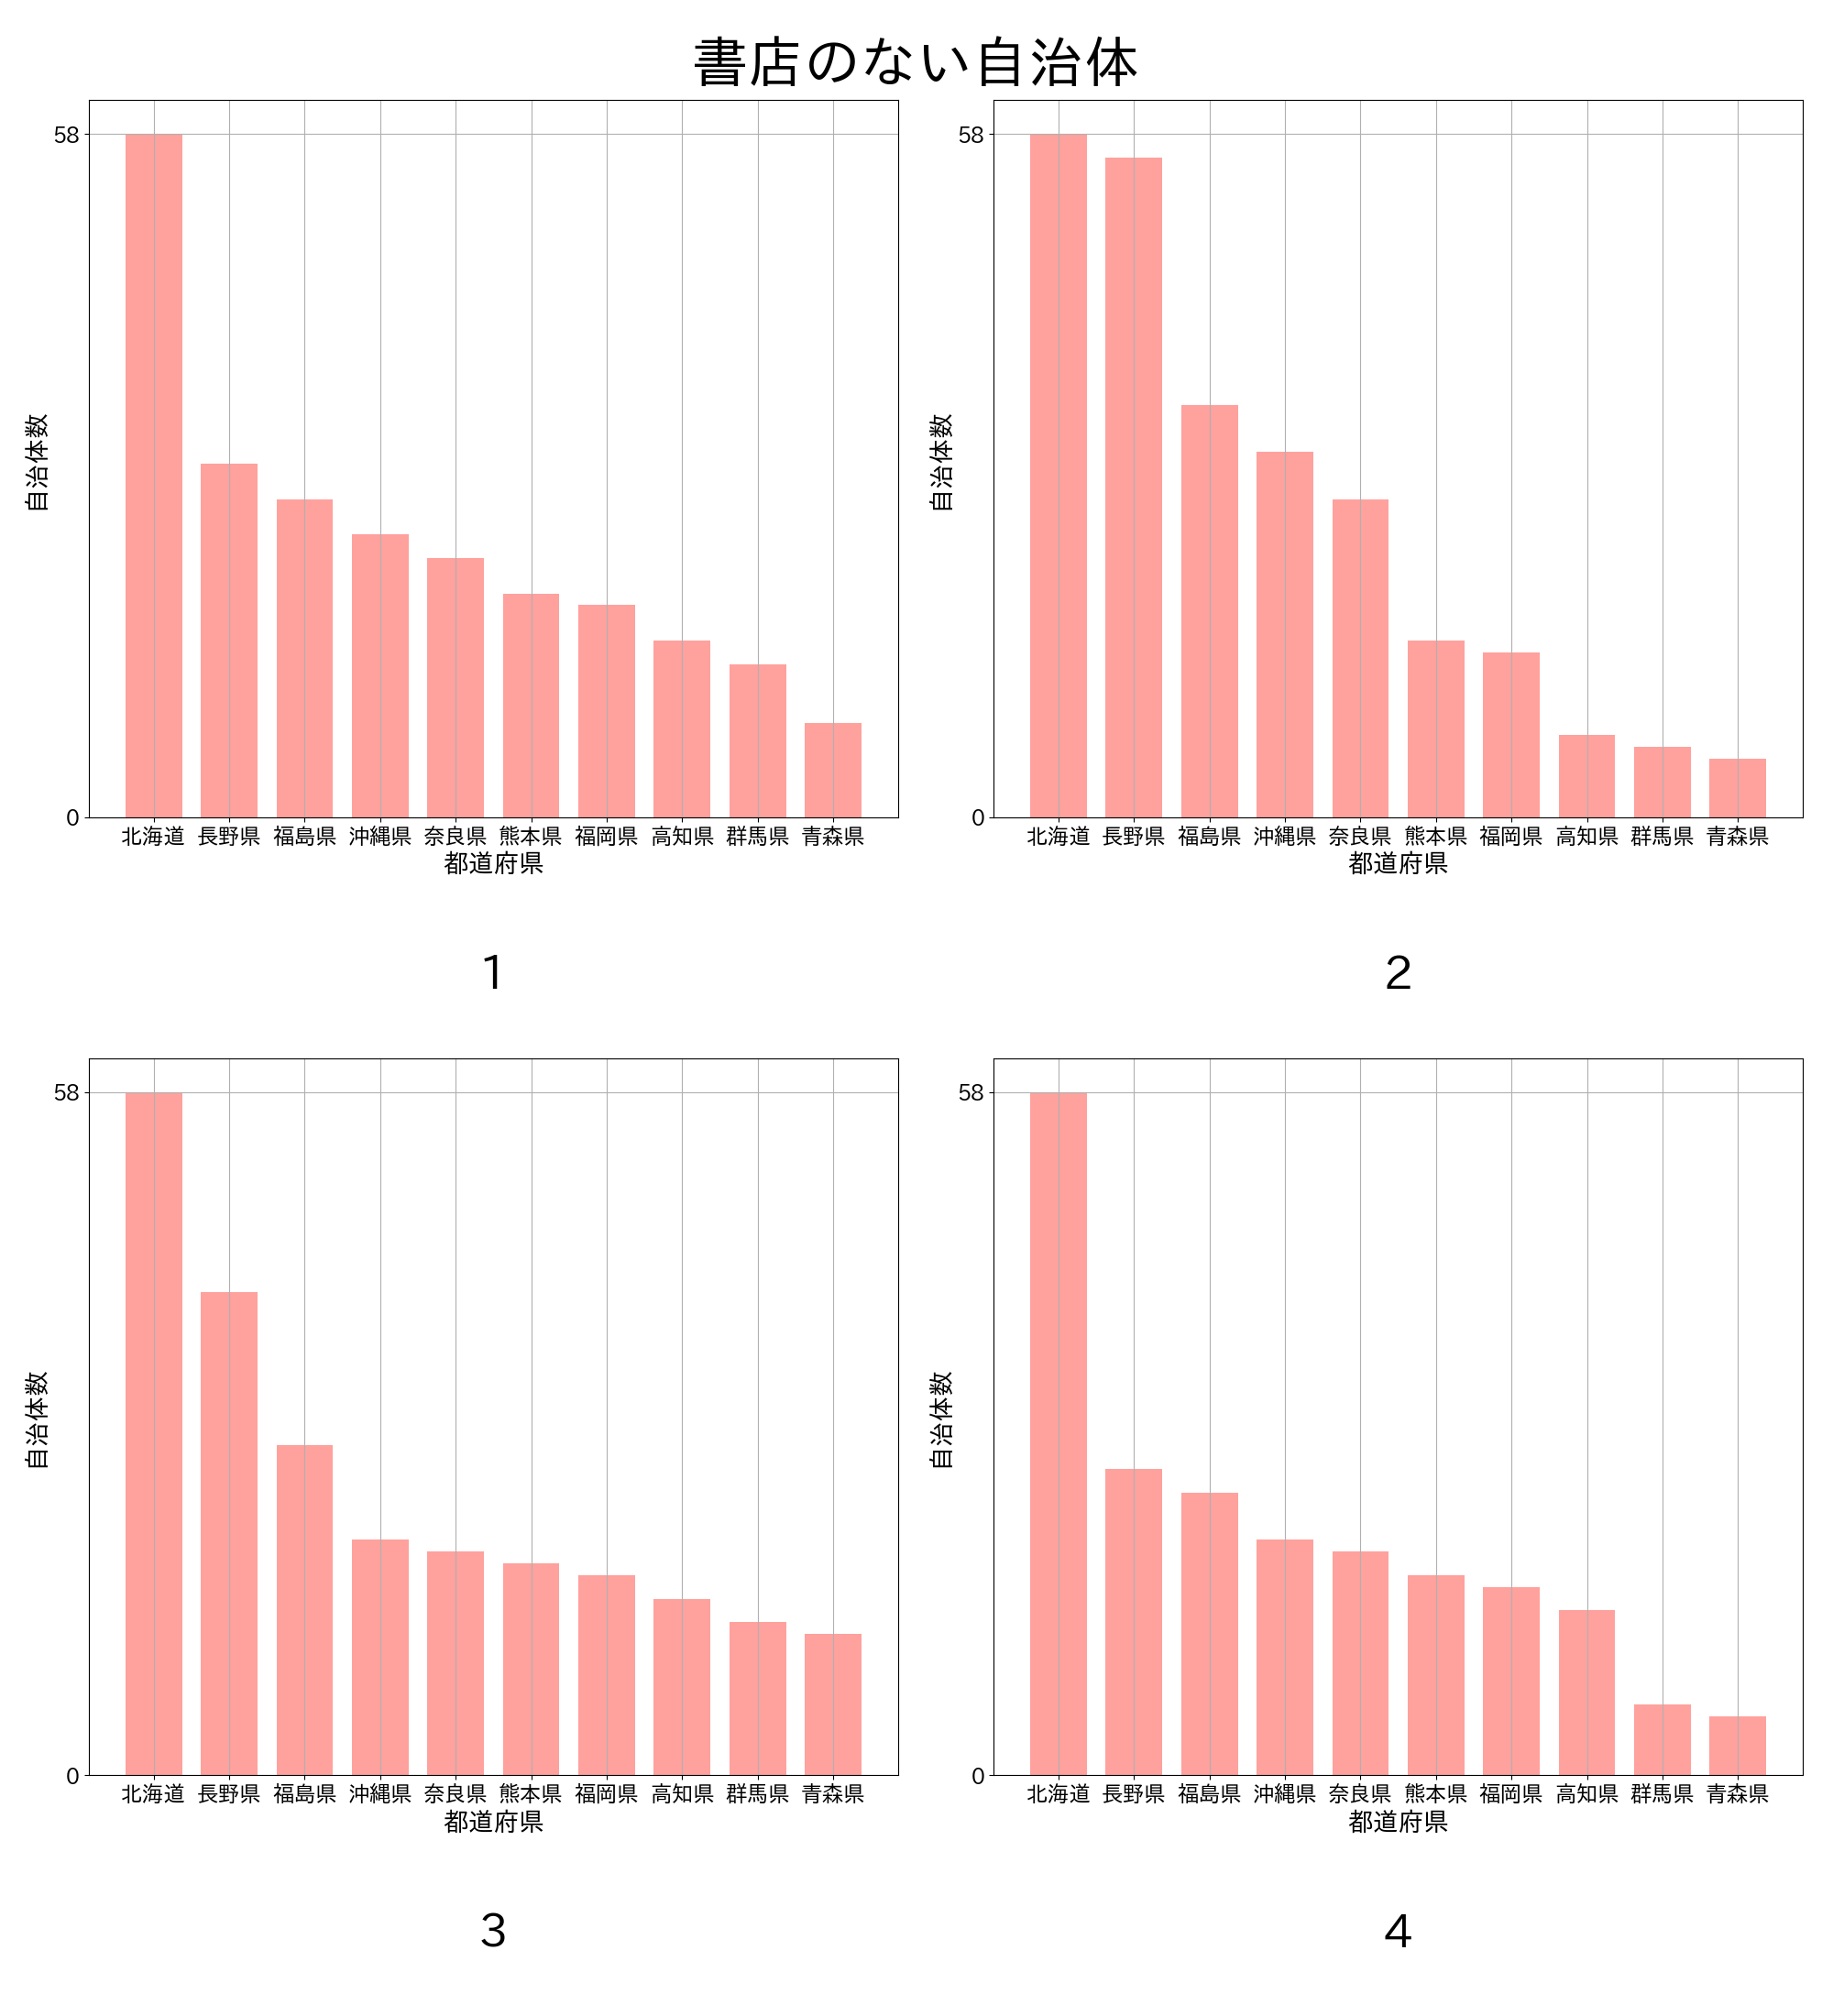 書店のない自治体
58
自治体数
0
北海道 長野県 福島県 沖縄県 奈良県 熊本県 福岡県 高知県 群馬県 青森県
都道府県
1
58
自治体数
0
北海道 長野県 福島県 沖縄県 奈良県 熊本県 福岡県 高知県 群馬県 青森県
都道府県
2
58
自治体数
0
北海道 長野県 福島県 沖縄県 奈良県 熊本県 福岡県 高知県 群馬県 青森県
都道府県
3
58
自治体数
0
北海道 長野県 福島県 沖縄県 奈良県 熊本県 福岡県 高知県 群馬県 青森県
都道府県
4